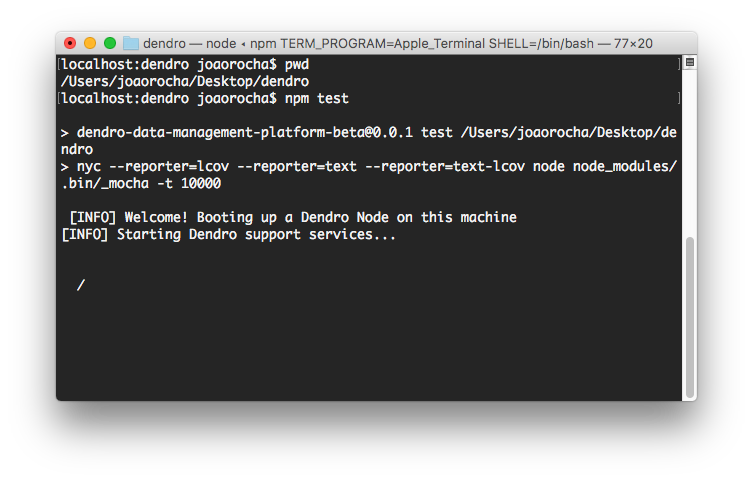 dendro — node ◂ npm TERM_PROGRAM=Apple_Terminal SHELL=/bin/bash — 77×20
[localhost:dendro joaorocha$ pwd ]
/Users/joaorocha/Desktop/dendro
[localhost:dendro joaorocha$ npm test ]
> dendro-data-management-platform-beta@0.0.1 test /Users/joaorocha/Desktop/de
ndro
> nyc --reporter=lcov --reporter=text --reporter=text-lcov node node_modules/
.bin/_mocha -t 10000
[INFO] Welcome! Booting up a Dendro Node on this machine
[INFO] Starting Dendro support services...
/